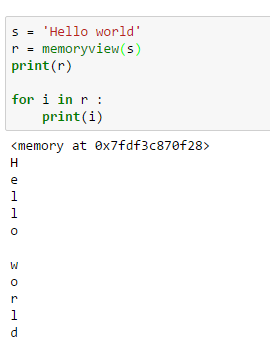 s = 'Hello world'
r = memoryview(s)
print(r)

for i in r :
    print(i)
<memory at 0x7fdf3c870f28>
H
e
l
l
o

w
o
r
l
d